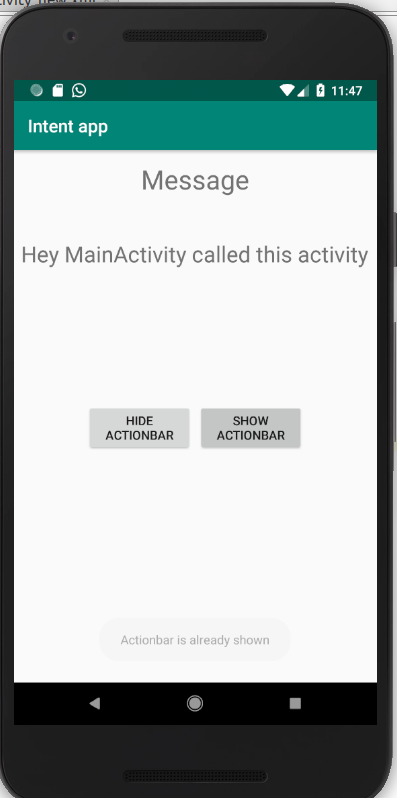 11:47
Intent app
Message
Hey MainActivity called this activity
HIDE
ACTIONBAR
SHOW
ACTIONBAR
Actionbar is already shown